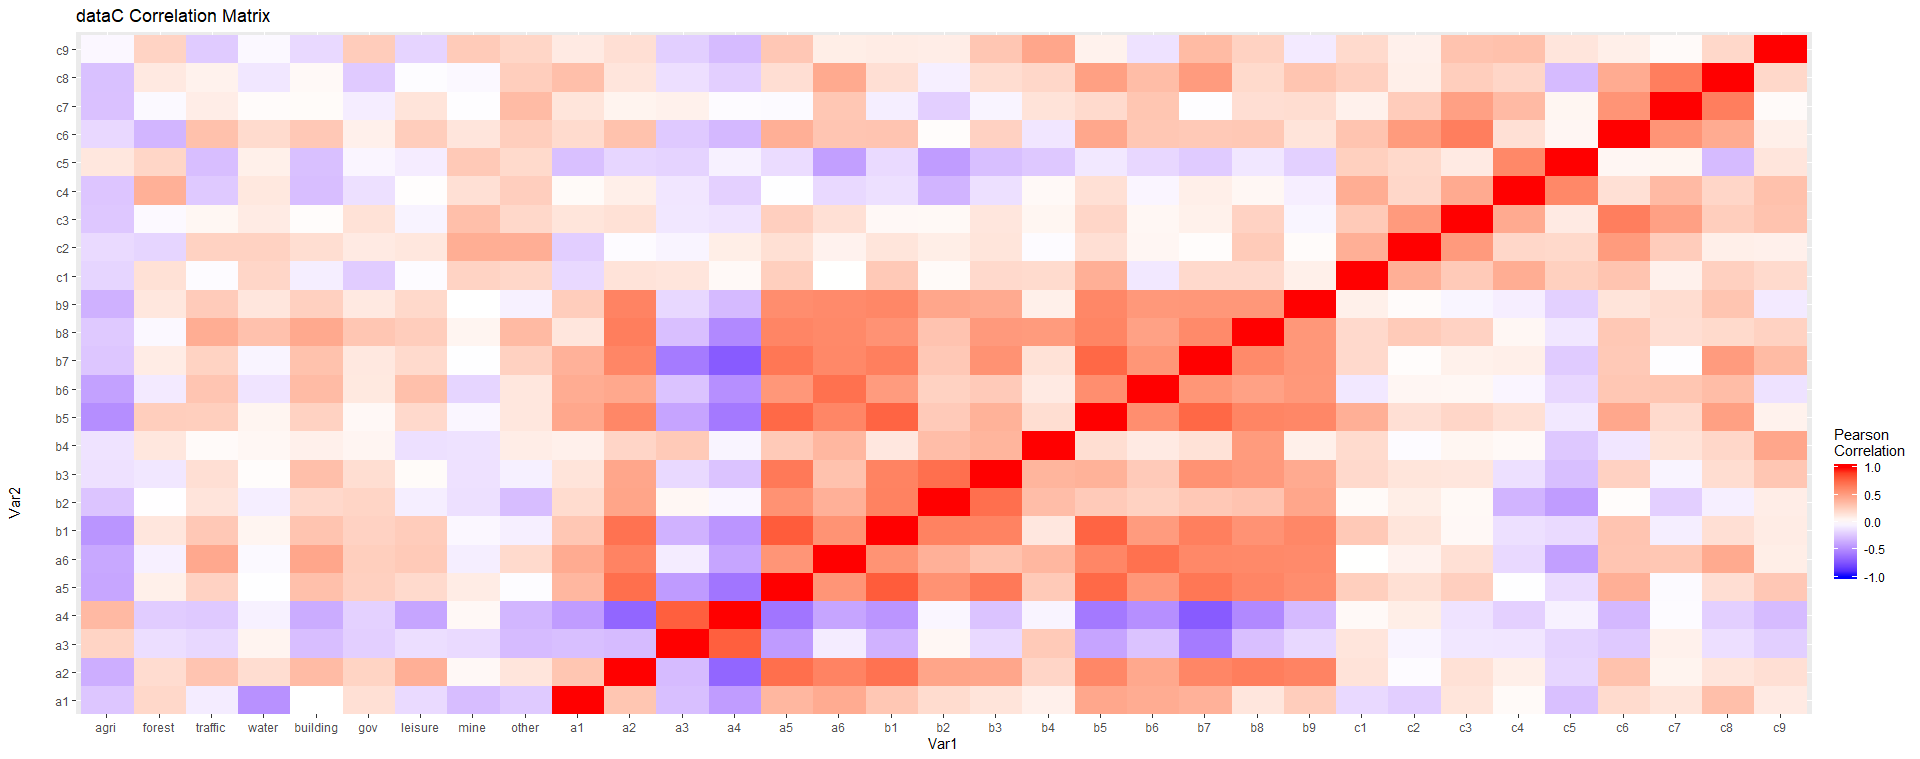 dataC Correlation Matrix
c9
c8
c7
c6
c5
c4
c3
c2
c1
b9
b8
b7
b6
b5
b4
b3
b2
b1
a6
a5
a4
a3
a2
a1
Var2
agri forest traffic water building gov leisure mine other a1 a2 a3 a4 a5 a6 b1 b2 b3 b4 b5 b6 b7 b8 b9 c1 c2 c3 c4 c5 c6 c7 c8 c9
Var1
Pearson
Correlation
1.0
0.5
0.0
-0.5
-1.0